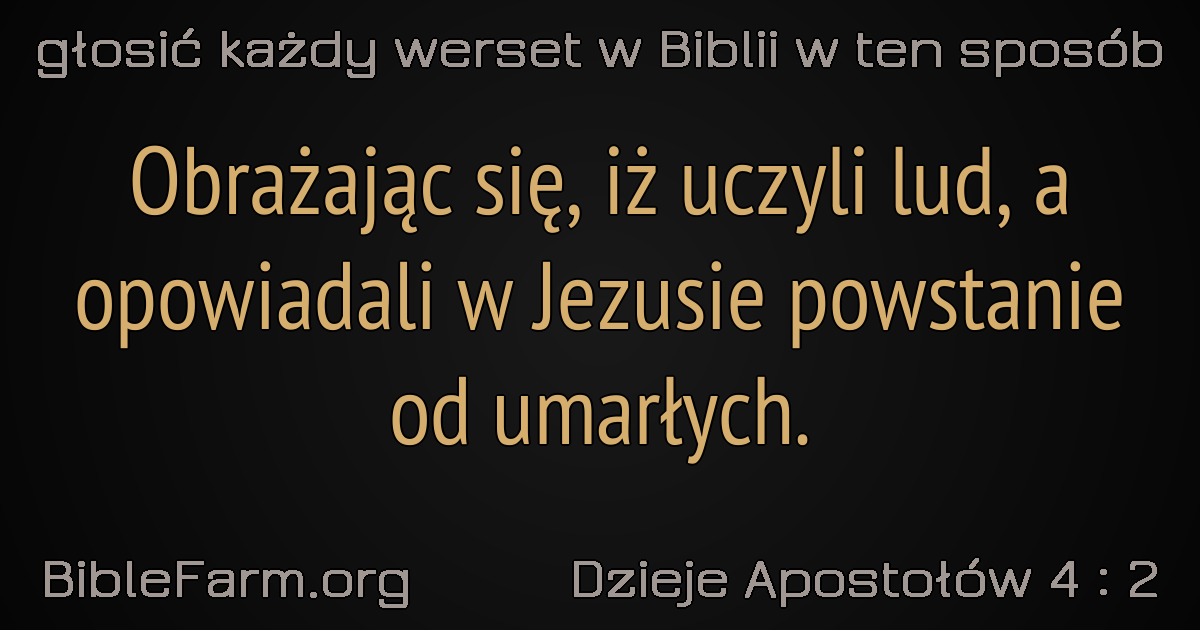 głosić każdy werset w Biblii w ten sposób
Obrażając się, iż uczyli lud, a
opowiadali w Jezusie powstanie
od umarłych.
BibleFarm.org
Dzieje Apostołów 4 : 2